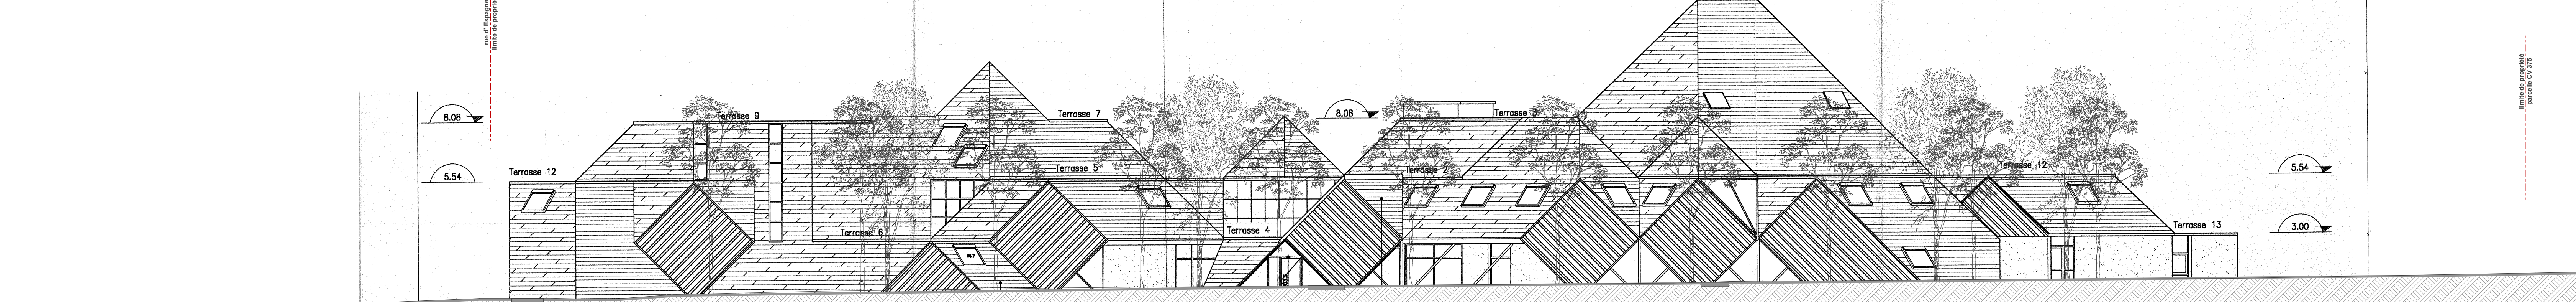 rue d' Espagne
limite de propriété
8.08
5.54
Terrasse 12
Terrasse 9
Terrasse 6
Terrasse 7
Terrasse 5
Terrasse 4
8.08
Terrasse 3
Terrasse 2
Terrasse 12
Terrasse 13
5.54
3.00
limite de propriété
parcelle CV 375